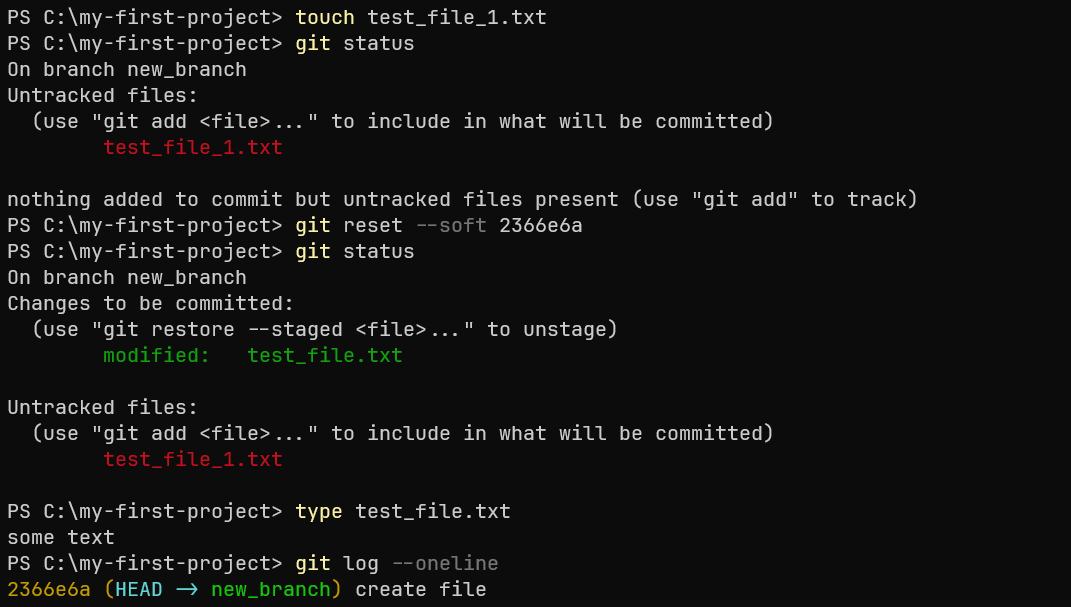 PS C:\my-first-project> touch test_file_1.txt
PS C:\my-first-project> git status
On branch new_branch
Untracked files:
  (use "git add <file>..." to include in what will be committed)
        test_file_1.txt

nothing added to commit but untracked files present (use "git add" to track)
PS C:\my-first-project> git reset --soft 2366e6a
PS C:\my-first-project> git status
On branch new_branch
Changes to be committed:
  (use "git restore --staged <file>..." to unstage)
        modified:   test_file.txt

Untracked files:
  (use "git add <file>..." to include in what will be committed)
        test_file_1.txt

PS C:\my-first-project> type test_file.txt
some text
PS C:\my-first-project> git log --oneline
2366e6a (HEAD -> new_branch) create file